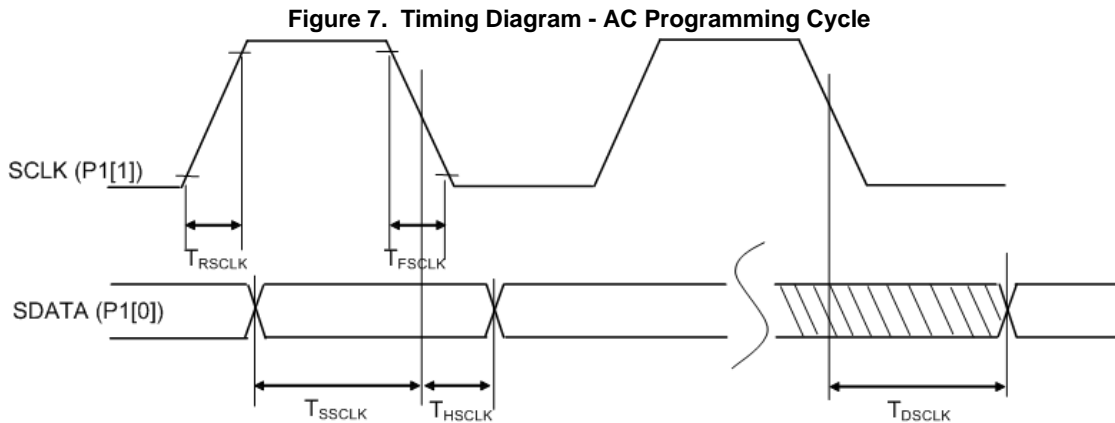 Figure 7. Timing Diagram - AC Programming Cycle
SCLK (P1[1])
TRSCLK
TFSCLK
SDATA (P1[0])
TSSCLK
THSCLK
TDSCLK